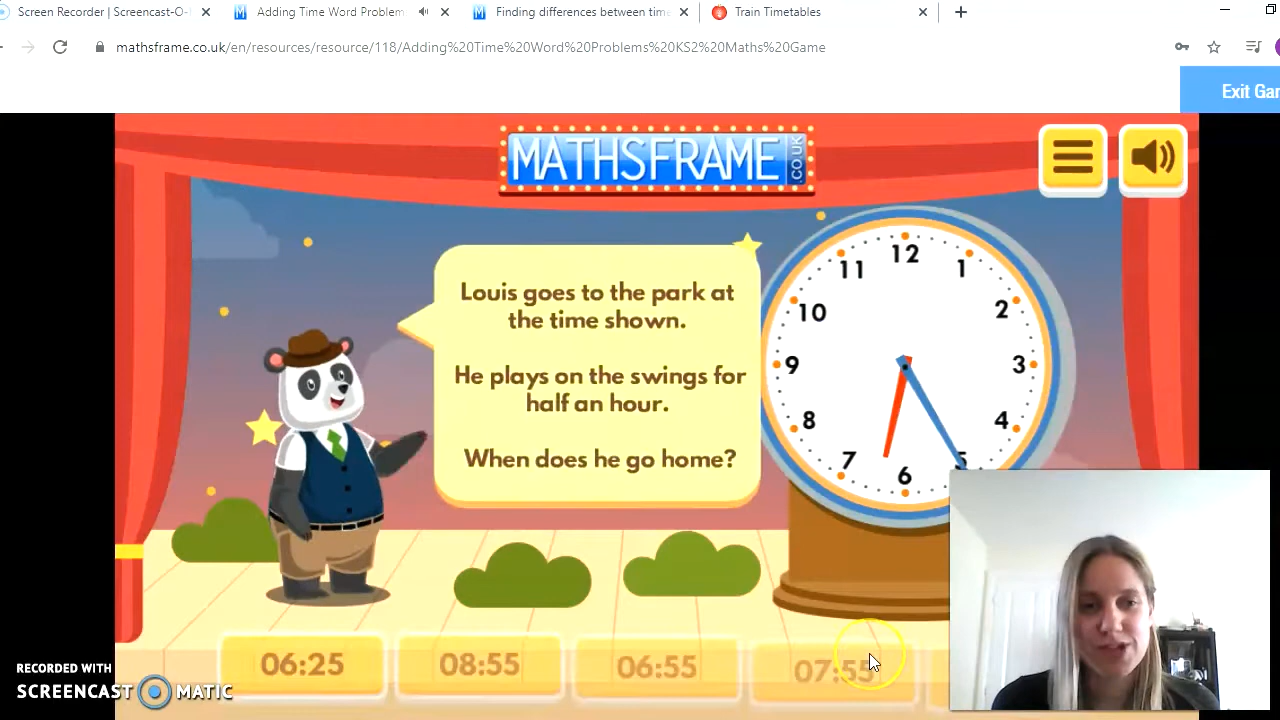 Screen Recorder | Screencast-O-
Adding Time Word Problem
Finding differences between time
Train Timetables
mathsframe.co.uk/en/resources/resource/118/Adding%20Time%20Word%20Problems%20KS2%20Maths%20Game
Exit Gar
MATHSFRAME
.CO.UK
Louis goes to the park at
the time shown.
He plays on the swings for
half an hour.
When does he go home?
12
1
2
3
4
5
6
7
8
9
10
11
06:25
08:55
06:55
07:55
RECORDED WITH
SCREENCAST MATIC